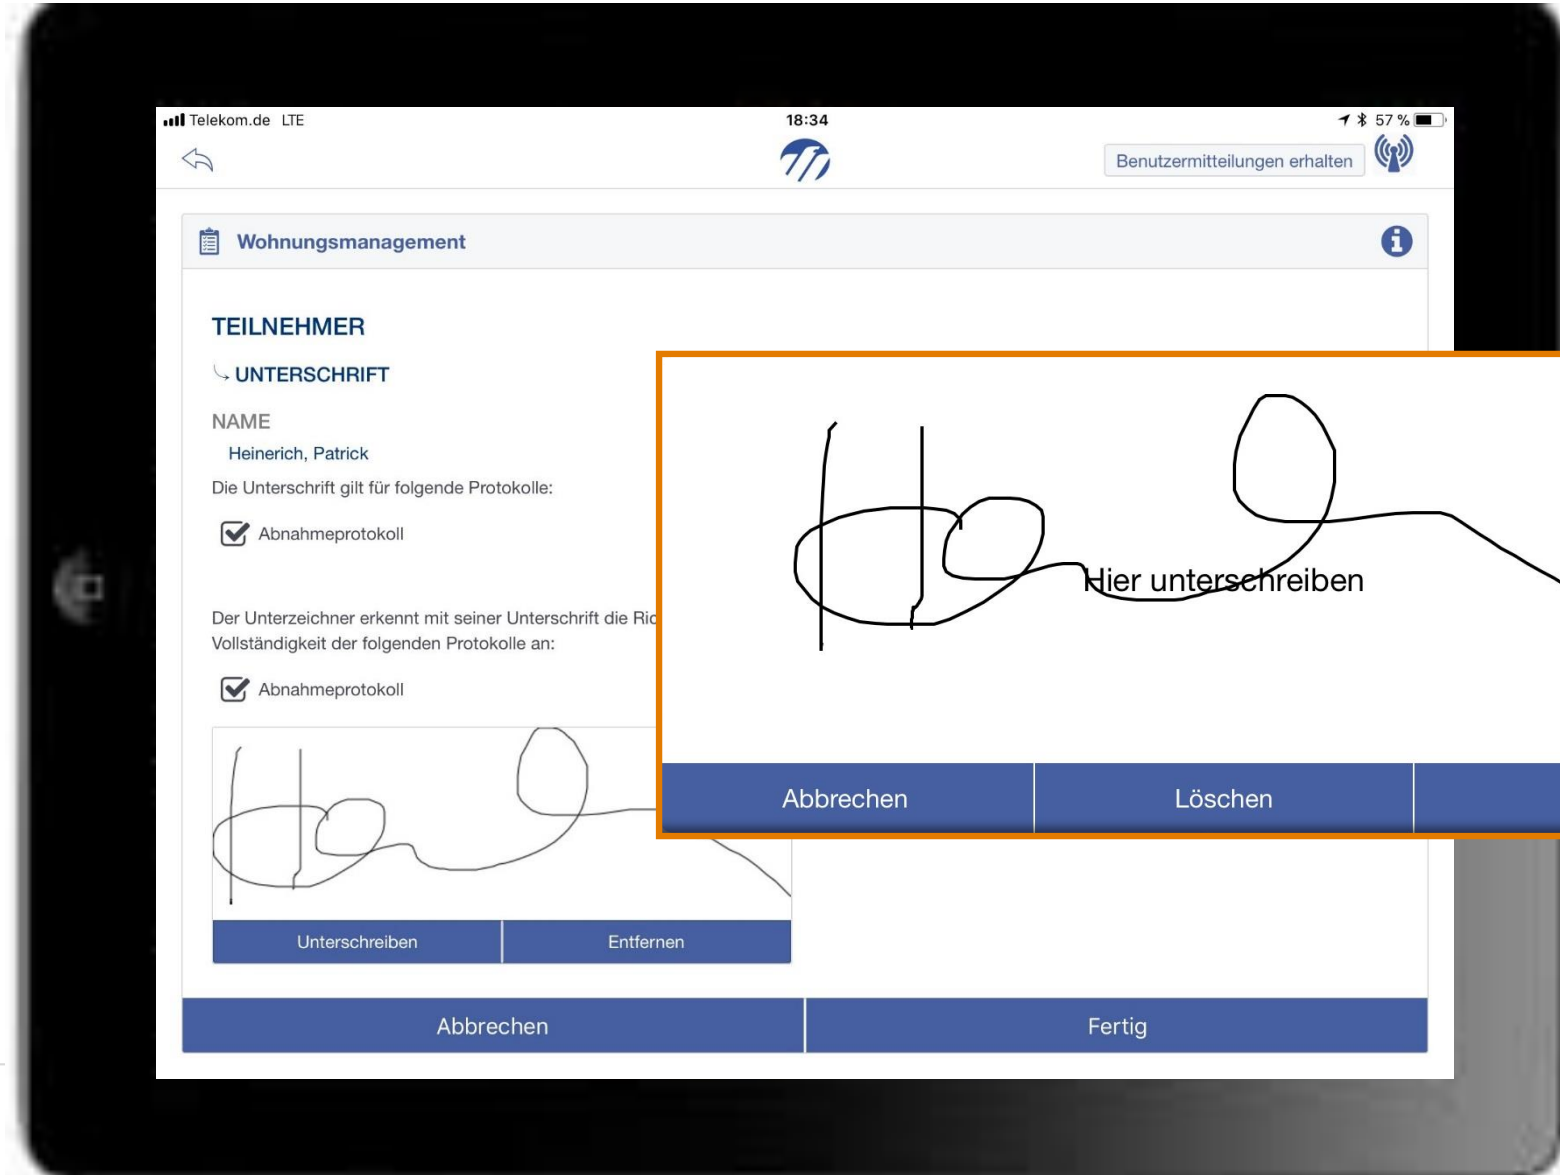 Telekom.de LTE 18:34 57 %
Benutzermitteilungen erhalten
Wohnungsmanagement
TEILNEHMER
UNTERSCHRIFT
NAME
Heinerich, Patrick
Die Unterschrift gilt für folgende Protokolle:
Abnahmeprotokoll
Der Unterzeichner erkennt mit seiner Unterschrift die
Vollständigkeit der folgenden Protokolle an:
Abnahmeprotokoll
Unterschreiben Entfernen
Hier unterschreiben
Abbrechen Löschen
Abbrechen Fertig